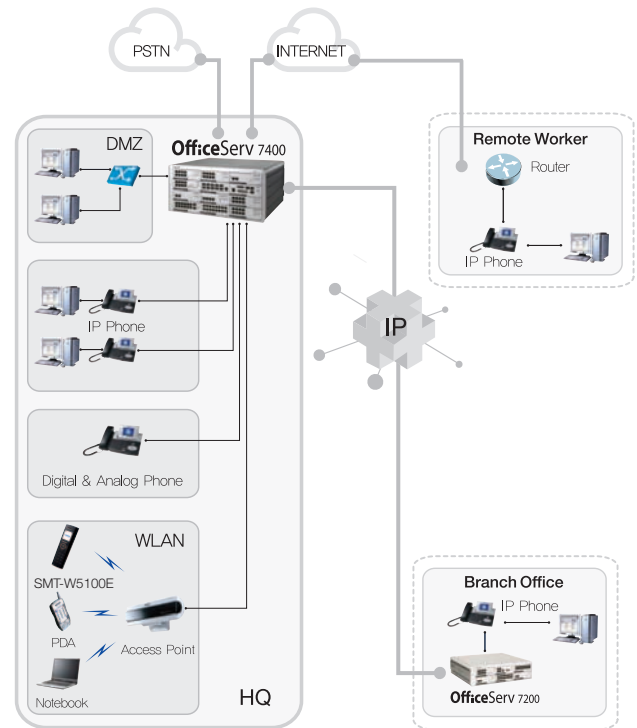 PSTN
INTERNET
DMZ
OfficeServ 7400
Remote Worker
Router
IP Phone
IP Phone
IP
Digital & Analog Phone
WLAN
SMT-W5100E
PDA
Access Point
Notebook
HQ
Branch Office
IP Phone
OfficeServ 7200